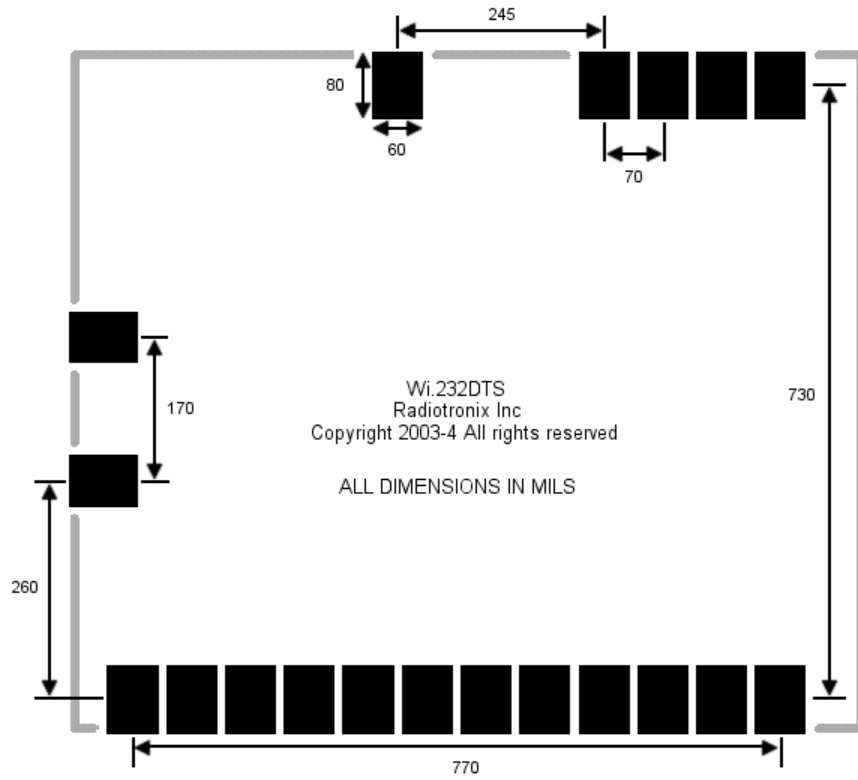 245
80
60
70
170
730
Wi.232DTS
Radiotronix Inc
Copyright 2003-4 All rights reserved
ALL DIMENSIONS IN MILS
260
770